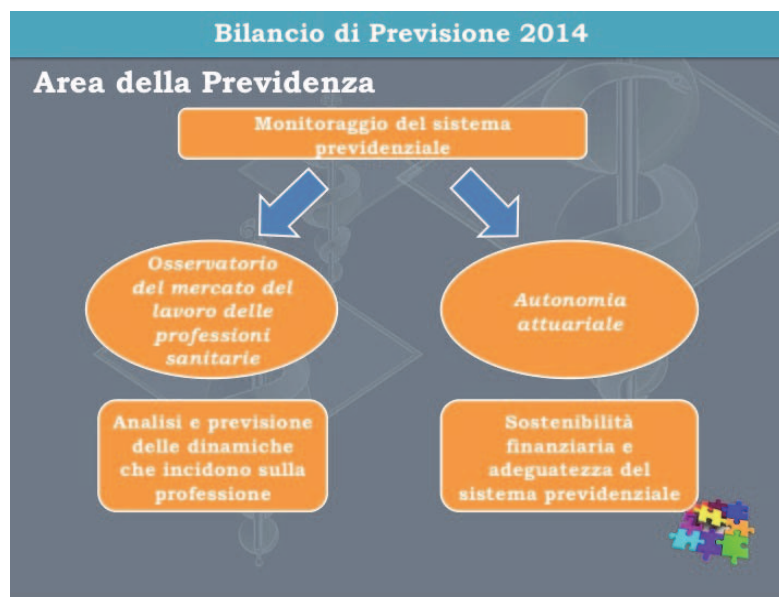 Bilancio di Previsione 2014
Area della Previdenza
Monitoraggio del sistema
previdenziale
Osservatorio
del mercato del
lavoro delle
professioni
sanitarie
Autonomia
attuariale
Analisi e previsione
delle dinamiche
che incidono sulla
professione
Sostenibilità
finanziaria e
adeguatezza del
sistema previdenziale